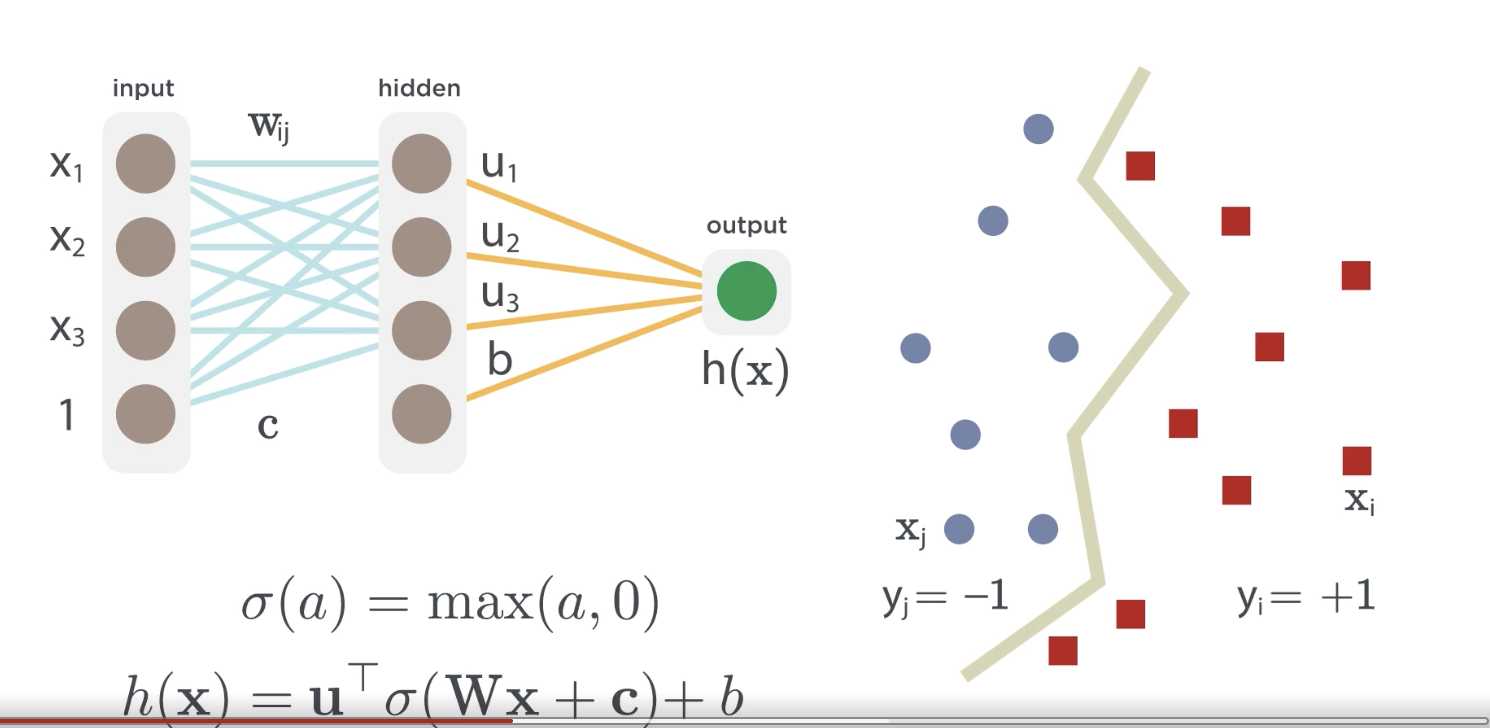 input
hidden
w_ij
x_1
u_1
x_2
u_2
output
x_3
u_3
b
h(x)
1
c
x_j
x_i
y_j = −1
y_i = +1
σ(a) = max(a, 0)
h(x) = u^⊤σ(Wx + c) + b